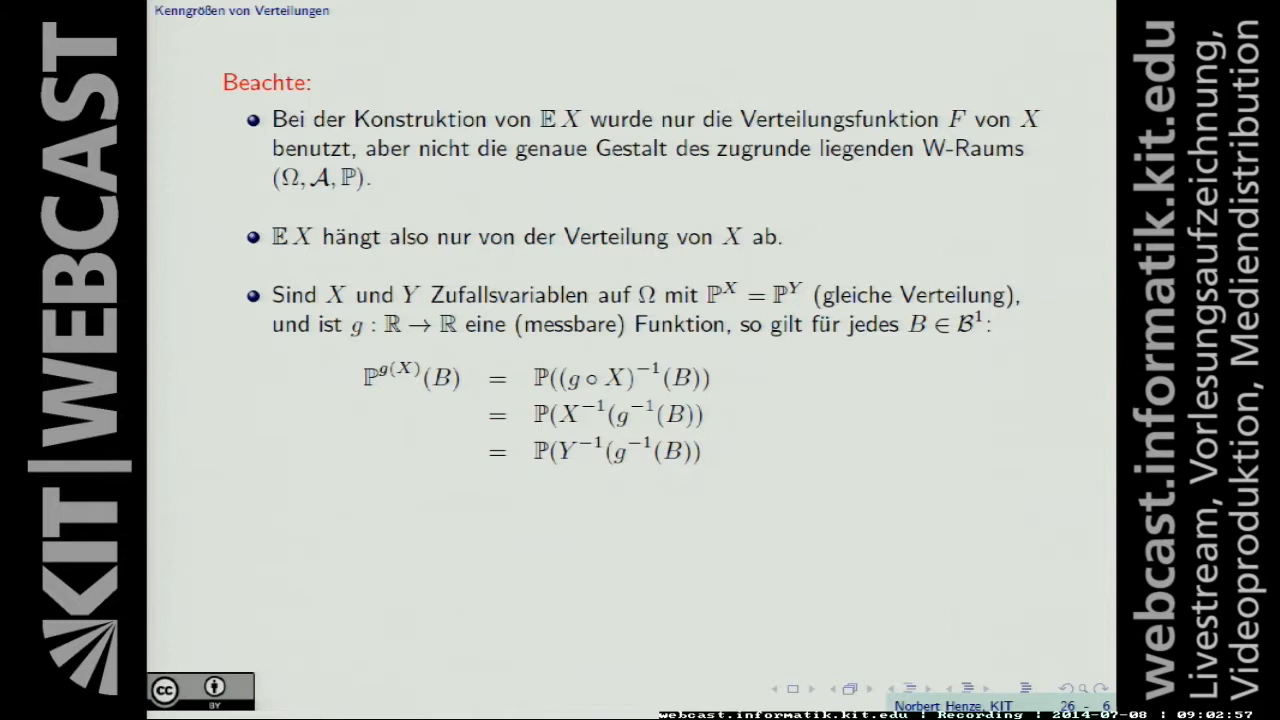 Kenngrößen von Verteilungen
Beachte:
Bei der Konstruktion von 𝔼 X wurde nur die Verteilungsfunktion F von X
benutzt, aber nicht die genaue Gestalt des zugrunde liegenden W-Raums
(Ω, 𝒜, ℙ).
𝔼 X hängt also nur von der Verteilung von X ab.
Sind X und Y Zufallsvariablen auf Ω mit ℙ^X = ℙ^Y (gleiche Verteilung),
und ist g : ℝ → ℝ eine (messbare) Funktion, so gilt für jedes B ∈ ℬ¹:
ℙ^{g(X)}(B) = ℙ((g ∘ X)⁻¹(B))
= ℙ(X⁻¹(g⁻¹(B))
= ℙ(Y⁻¹(g⁻¹(B))
Norbert Henze, KIT 26 - 6
webcast.informatik.kit.edu | Recording | 2014-07-08 | 09:02:57
cc BY
KIT | WEBCAST
webcast.informatik.kit.edu
Livestream, Vorlesungsaufzeichnung,
Videoproduktion, Mediendistribution